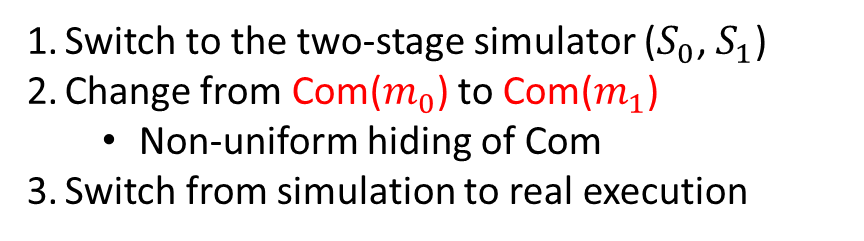 1. Switch to the two-stage simulator (𝑆₀, 𝑆₁)
2. Change from Com(𝑚₀) to Com(𝑚₁)
• Non-uniform hiding of Com
3. Switch from simulation to real execution